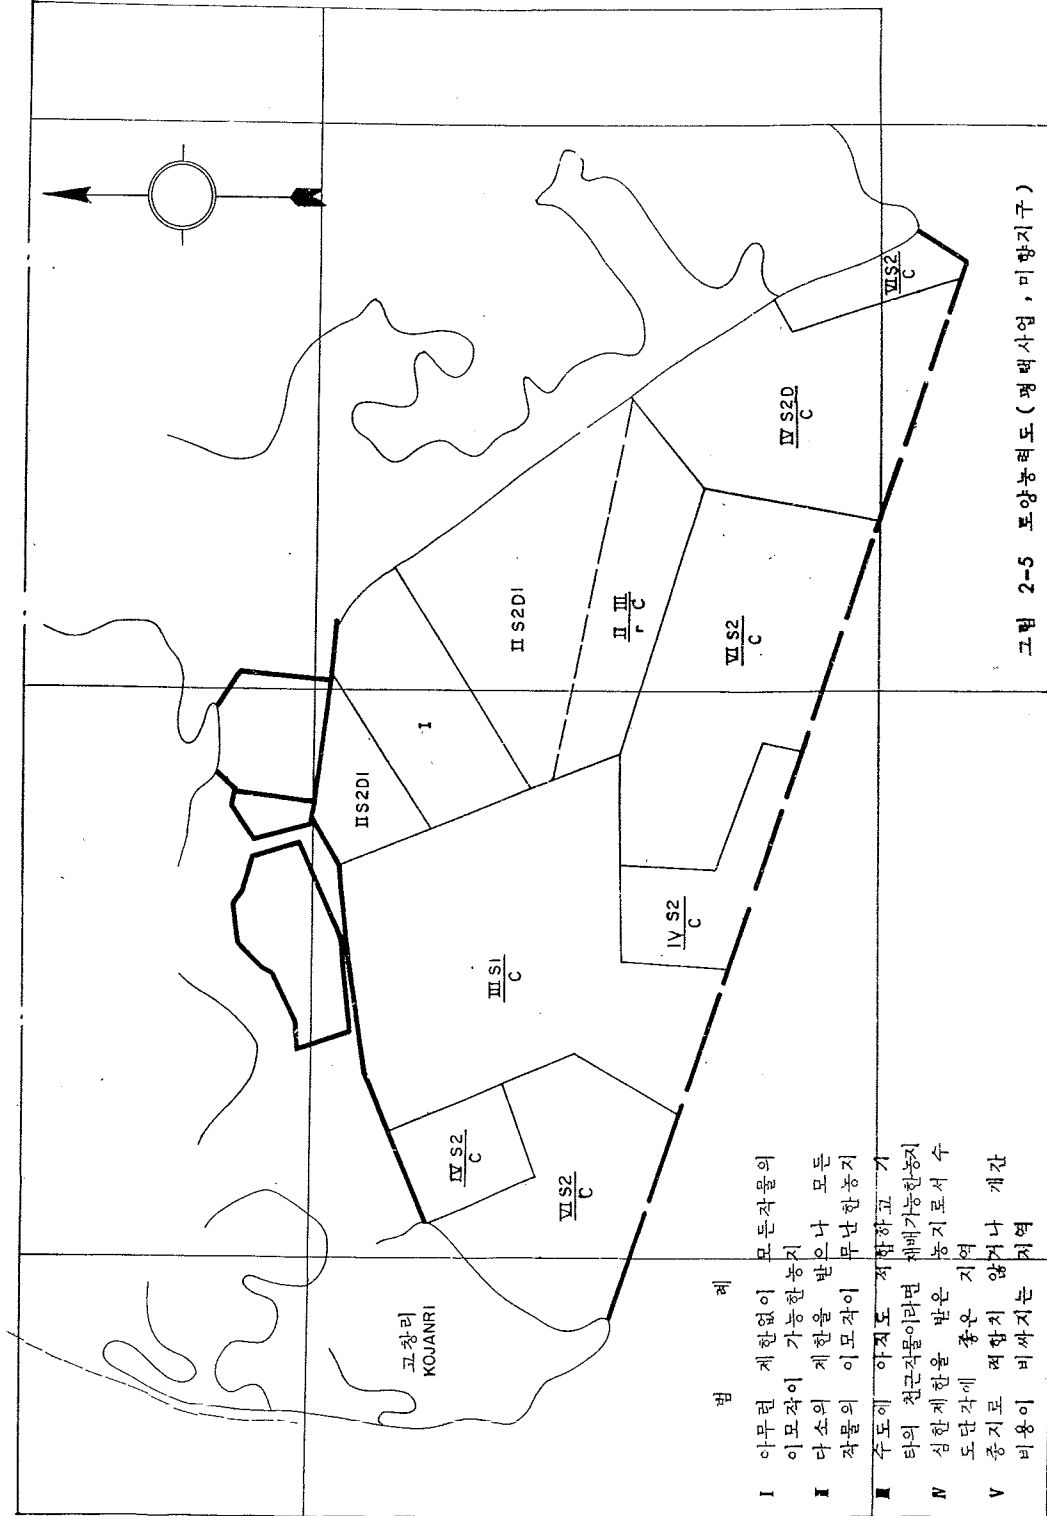 고창리
KOJANRI
IV S2
C
VI S2
C
III S1
C
II S2D1
I
II S2D1
II III
r C
IV S2
C
VI S2
C
IV S2D
C
VI S2
C
범 례
I 아무런 제한없이 모든작물의
이모작이 가능한농지
II 다소의 제한을 받으나 모든
작물의 이모작이 무난한농지
III 수도에 아직도 적합하고 기
타의 천근작물이라면 재배가능한농지
IV 심한제한을 받은 농지로서 수
도단작에 좋은 지역
V 농지로 적합치 않거나 개간
비용이 비싸지는 지역
그림 2-5 토양능력도(평택사업, 미향지구)